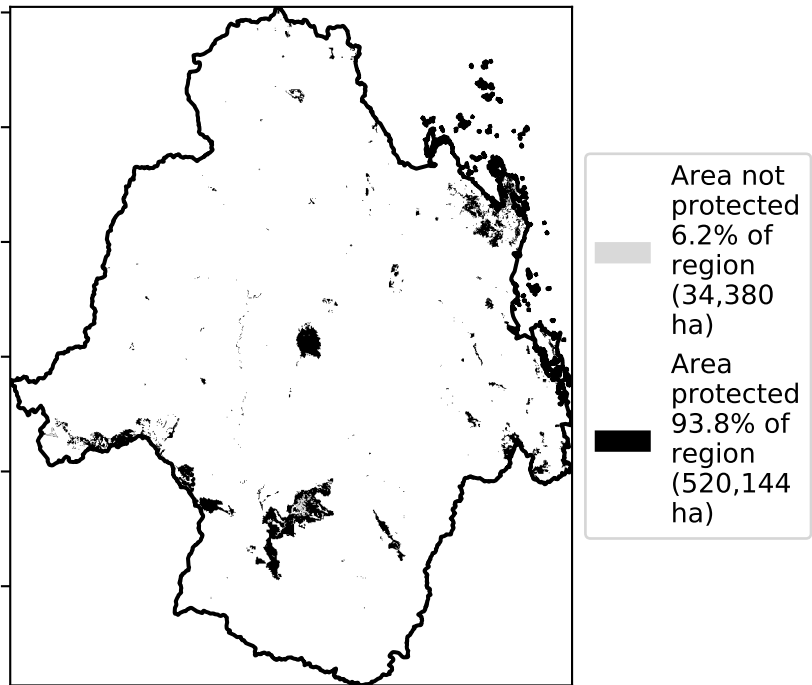 Area not
protected
6.2% of
region
(34,380
ha)
Area
protected
93.8% of
region
(520,144
ha)